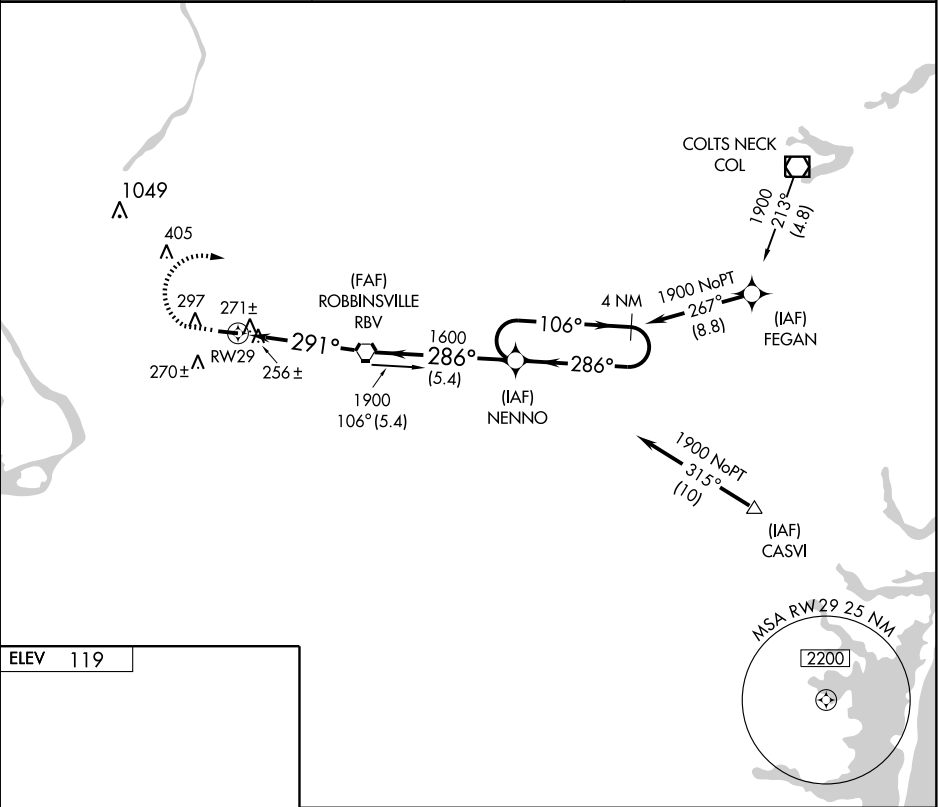 COLTS NECK
COL
1900
213°
(4.8)
1049
405
297
271±
RW29
270±
256±
291°
(FAF)
ROBBINSVILLE
RBV
1600
286°
(5.4)
1900
106° (5.4)
106°
4 NM
286°
(IAF)
NENNO
1900 NoPT
267°
(8.8)
(IAF)
FEGAN
1900 NoPT
315°
(10)
(IAF)
CASVI
MSA RW 29 25 NM
2200
ELEV 119